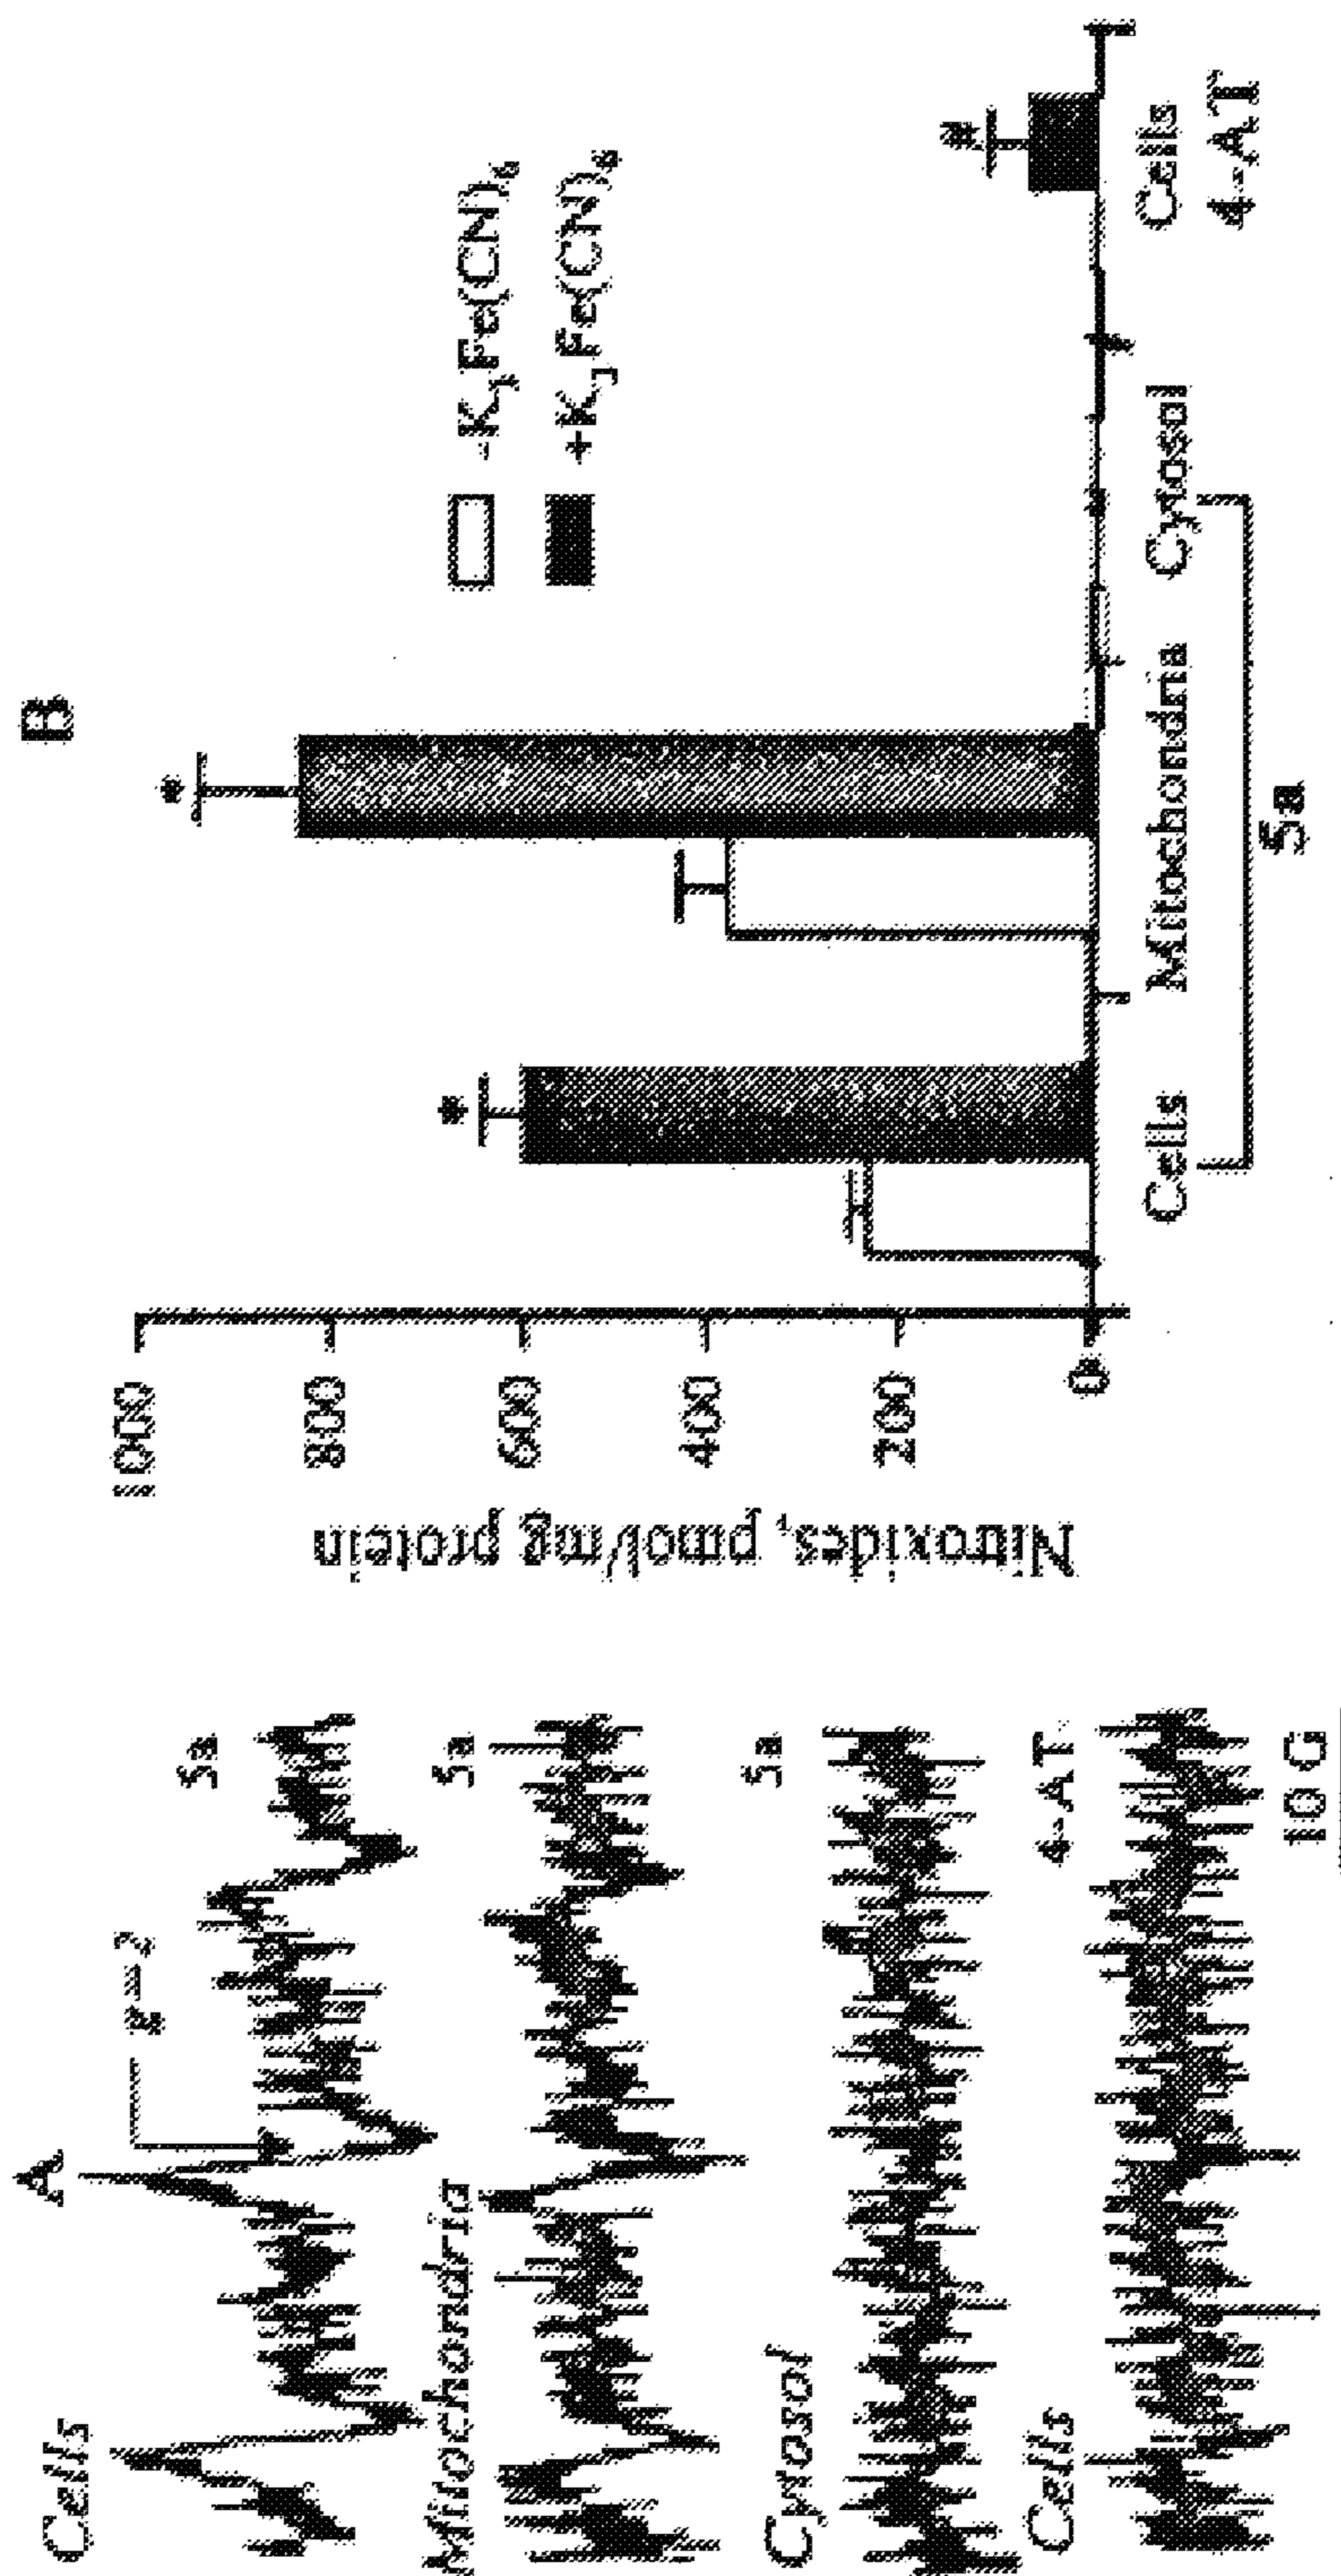 A
Cells
g=2
5a
Mitochondria
5a
Cytosol
5a
Cells
4-AT
10 G
B
Nitroxides, pmol/mg protein
1000
800
600
400
200
0
-K3Fe(CN)6
+K3Fe(CN)6
*
*
#
Cells
Mitochondria
Cytosol
Cells
4-AT
5a